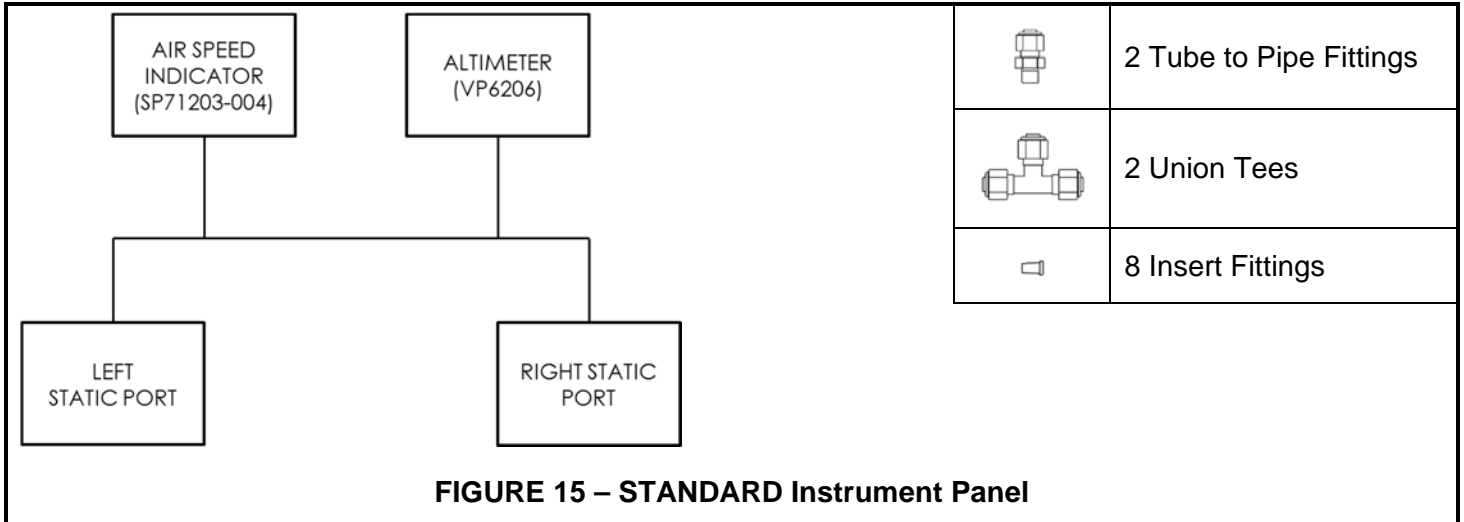 AIR SPEED
INDICATOR
(SP71203-004)
ALTIMETER
(VP6206)
LEFT
STATIC PORT
RIGHT STATIC
PORT
2 Tube to Pipe Fittings
2 Union Tees
8 Insert Fittings
FIGURE 15 – STANDARD Instrument Panel